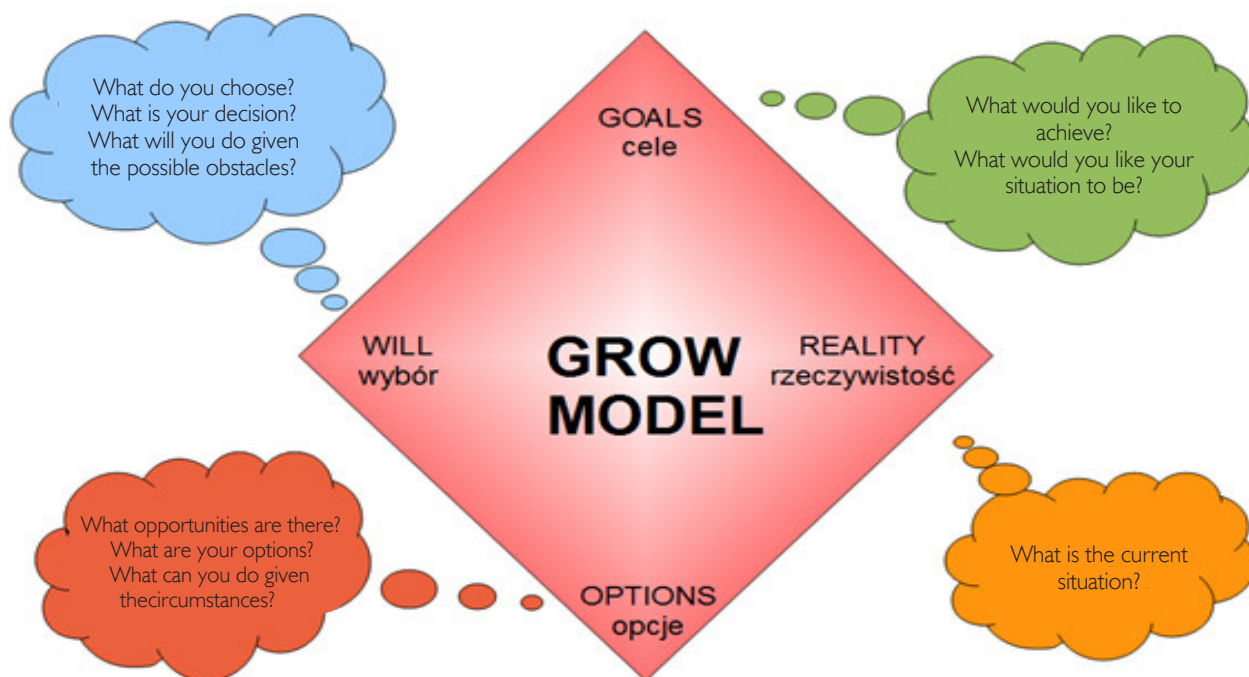 What do you choose?
What is your decision?
What will you do given
the possible obstacles?
GOALS
cele
What would you like to
achieve?
What would you like your
situation to be?
WILL
wybór
GROW
MODEL
REALITY
rzeczywistość
What opportunities are there?
What are your options?
What can you do given
thecircumstances?
OPTIONS
opcje
What is the current
situation?